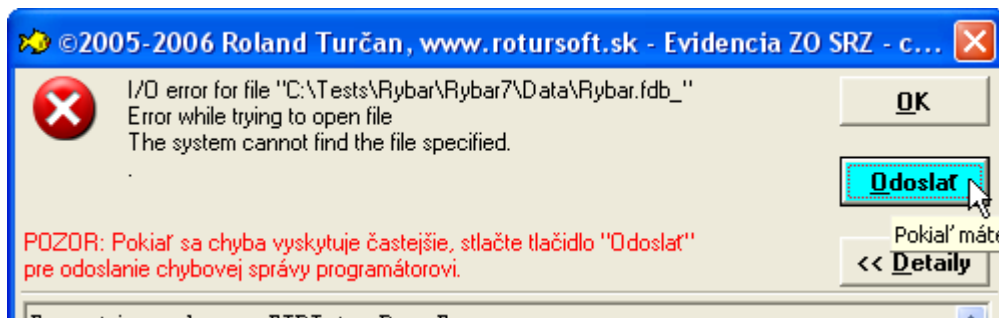 ©2005-2006 Roland Turčan, www.rotursoft.sk - Evidencia ZO SRZ - c...
I/O error for file "C:\Tests\Rybar\Rybar7\Data\Rybar.fdb_"
Error while trying to open file
The system cannot find the file specified.
.
OK
Odoslať
POZOR: Pokiaľ sa chyba vyskytuje častejšie, stlačte tlačidlo "Odoslať"
pre odoslanie chybovej správy programátorovi.
Pokiaľ máte
<< Detaily